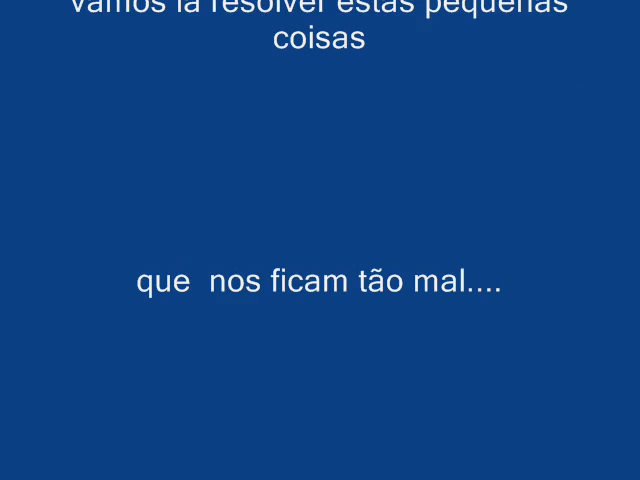 vamos lá resolver estas pequenas
coisas
que  nos ficam tão mal....